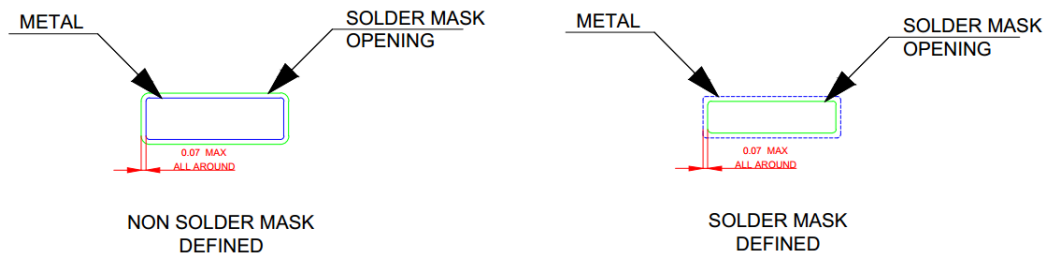 METAL
SOLDER MASK
OPENING
0.07 MAX
ALL AROUND
NON SOLDER MASK
DEFINED
METAL
SOLDER MASK
OPENING
0.07 MAX
ALL AROUND
SOLDER MASK
DEFINED